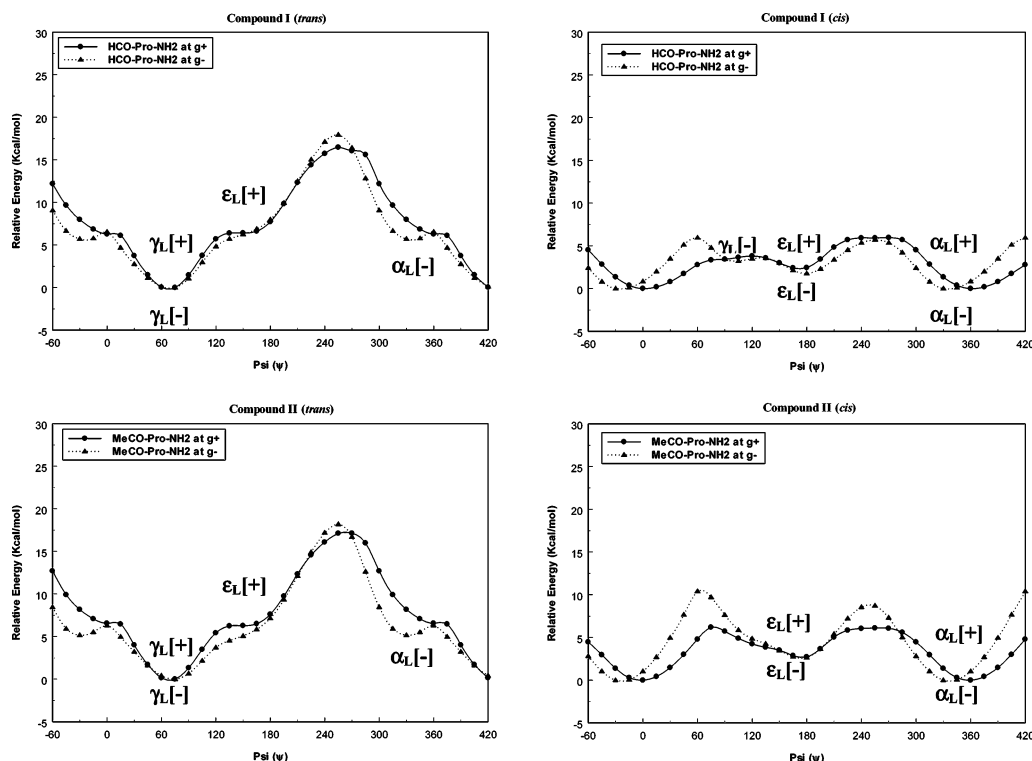 Compound I (trans)
30
25
20
15
10
5
0
-5
Relative Energy (Kcal/mol)
HCO-Pro-NH2 at g+
HCO-Pro-NH2 at g-
γL[+]
γL[-]
εL[+]
αL[-]
-60 0 60 120 180 240 300 360 420
Psi (ψ)
Compound I (cis)
30
25
20
15
10
5
0
-5
Relative Energy (Kcal/mol)
HCO-Pro-NH2 at g+
HCO-Pro-NH2 at g-
γL[-]
εL[+]
εL[-]
αL[+]
αL[-]
-60 0 60 120 180 240 300 360 420
Psi (ψ)
Compound II (trans)
30
25
20
15
10
5
0
-5
Relative Energy (Kcal/mol)
MeCO-Pro-NH2 at g+
MeCO-Pro-NH2 at g-
γL[+]
γL[-]
εL[+]
αL[-]
-60 0 60 120 180 240 300 360 420
Psi (ψ)
Compound II (cis)
30
25
20
15
10
5
0
-5
Relative Energy (Kcal/mol)
MeCO-Pro-NH2 at g+
MeCO-Pro-NH2 at g-
εL[+]
εL[-]
αL[+]
αL[-]
-60 0 60 120 180 240 300 360 420
Psi (ψ)